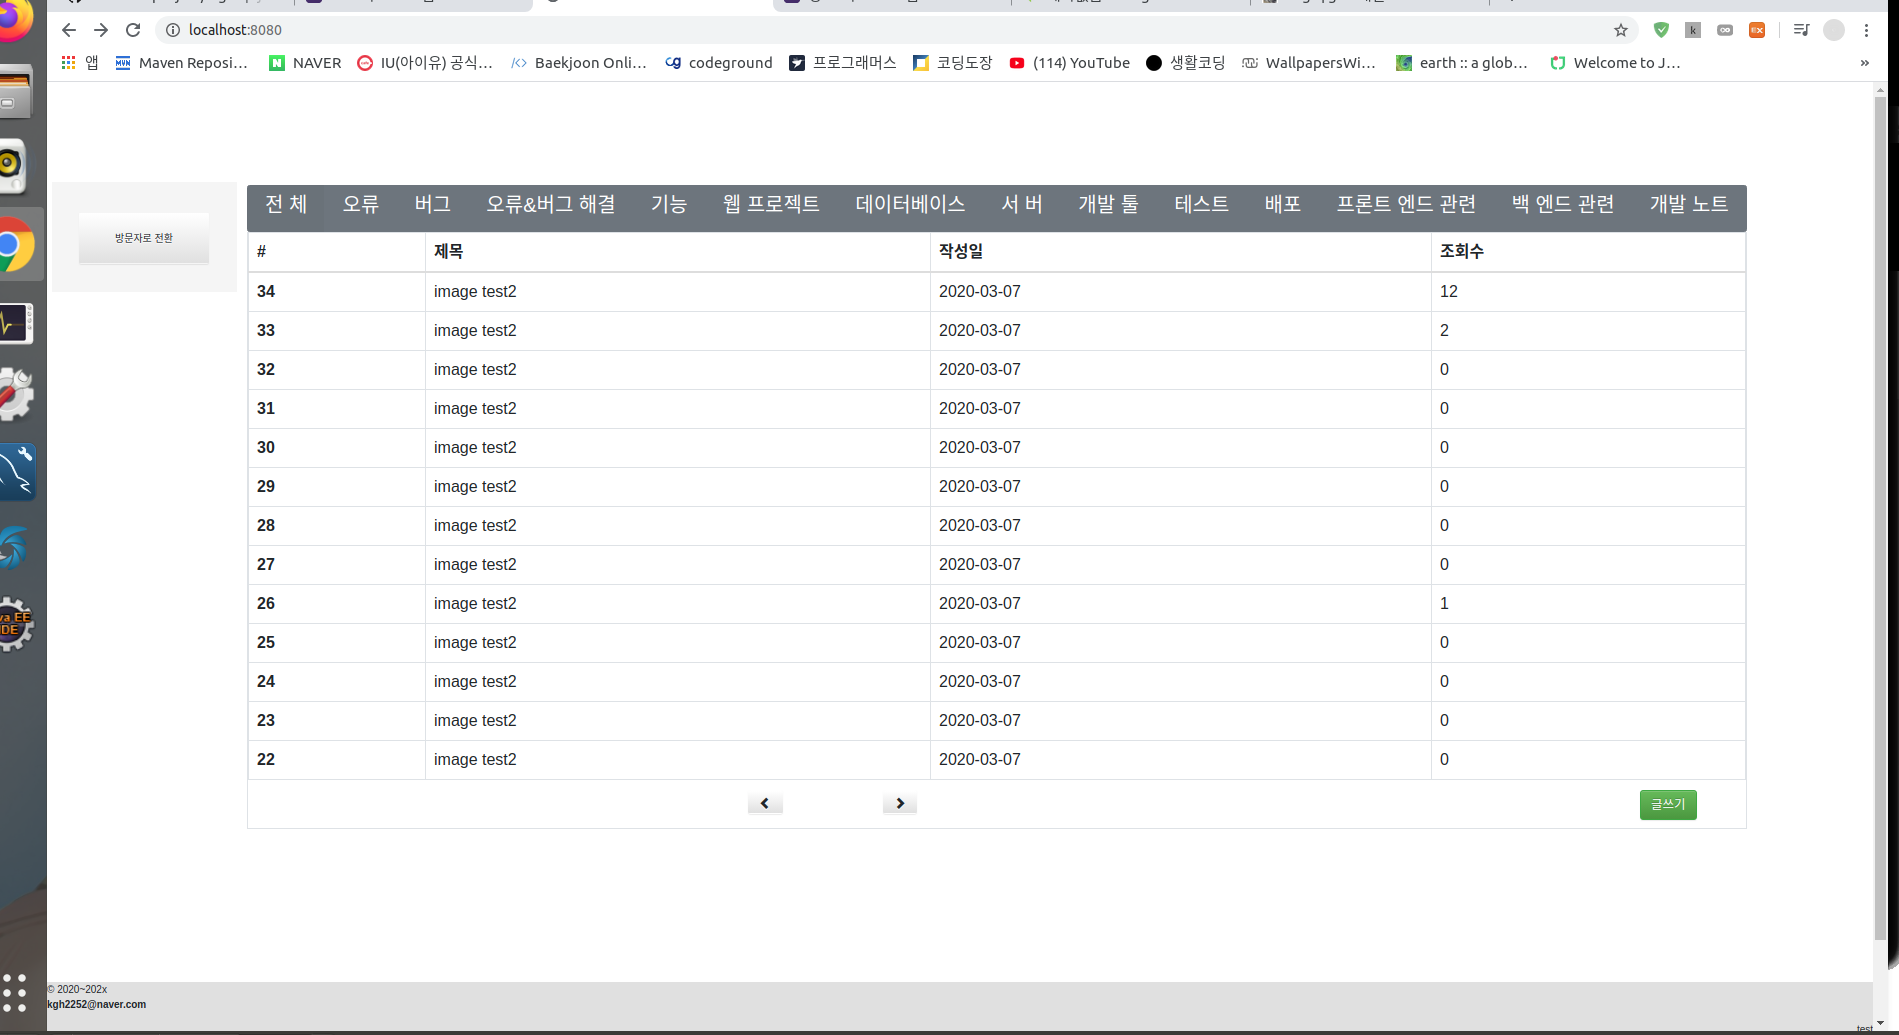 localhost:8080
앱 Maven Reposi... NAVER IU(아이유) 공식... Baekjoon Onli... codeground 프로그래머스 코딩도장 (114) YouTube 생활코딩 WallpapersWi... earth :: a glob... Welcome to J... »
방문자로 전환
전 체 오류 버그 오류&버그 해결 기능 웹 프로젝트 데이터베이스 서 버 개발 툴 테스트 배포 프론트 엔드 관련 백 엔드 관련 개발 노트
# 제목 작성일 조회수
34 image test2 2020-03-07 12
33 image test2 2020-03-07 2
32 image test2 2020-03-07 0
31 image test2 2020-03-07 0
30 image test2 2020-03-07 0
29 image test2 2020-03-07 0
28 image test2 2020-03-07 0
27 image test2 2020-03-07 0
26 image test2 2020-03-07 1
25 image test2 2020-03-07 0
24 image test2 2020-03-07 0
23 image test2 2020-03-07 0
22 image test2 2020-03-07 0
글쓰기
© 2020~202x
kgh2252@naver.com
test